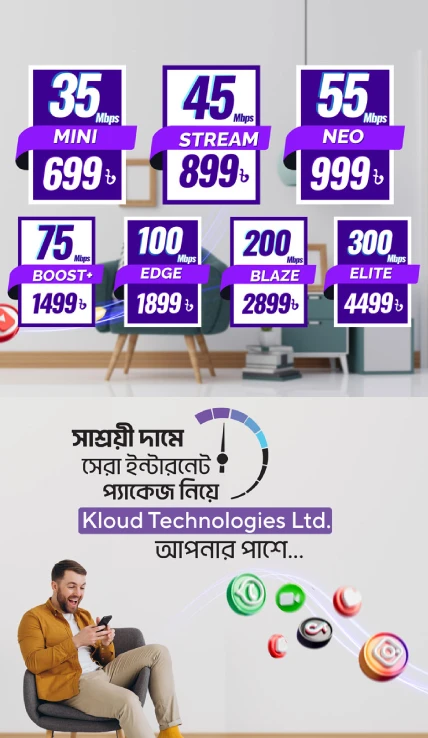 35 Mbps
MINI
699৳
45 Mbps
STREAM
899৳
55 Mbps
NEO
999৳
75 Mbps
BOOST+
1499৳
100 Mbps
EDGE
1899৳
200 Mbps
BLAZE
2899৳
300 Mbps
ELITE
4499৳
সাশ্রয়ী দামে
সেরা ইন্টারনেট
প্যাকেজ নিয়ে
Kloud Technologies Ltd.
আপনার পাশে...